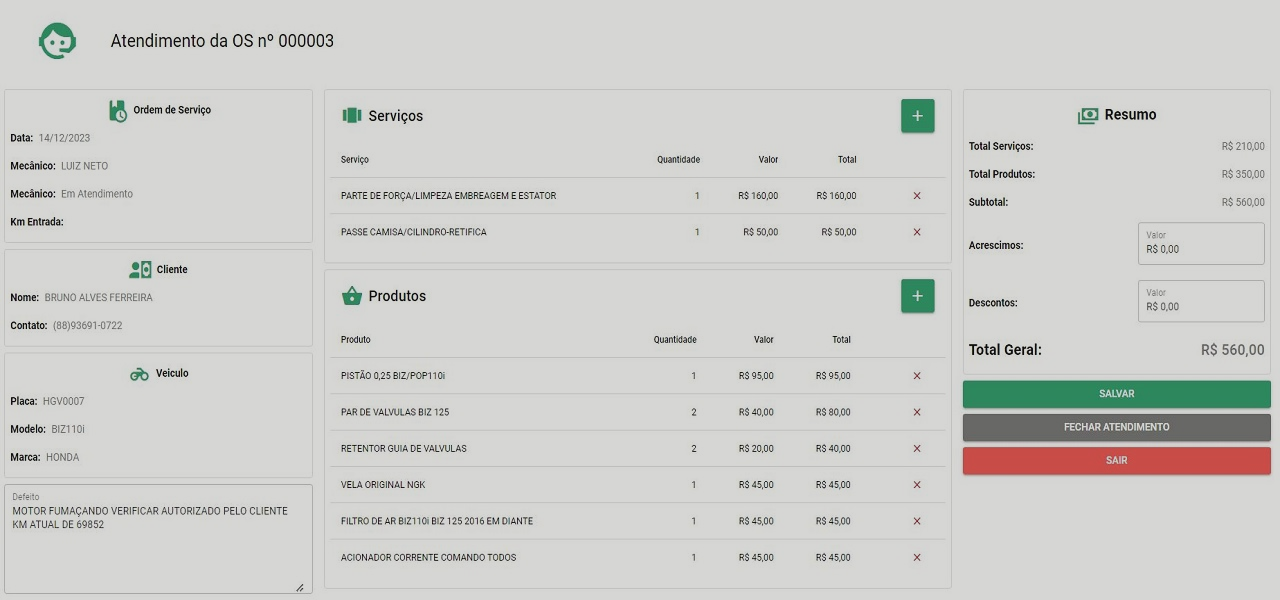 Atendimento da OS nº 000003
Ordem de Serviço
Data: 14/12/2023
Mecânico: LUIZ NETO
Mecânico: Em Atendimento
Km Entrada:
Cliente
Nome: BRUNO ALVES FERREIRA
Contato: (88)93691-0722
Veiculo
Placa: HGV0007
Modelo: BIZ110i
Marca: HONDA
Defeito
MOTOR FUMAÇANDO VERIFICAR AUTORIZADO PELO CLIENTE
KM ATUAL DE 69852
Serviços
+
Serviço Quantidade Valor Total
PARTE DE FORÇA/LIMPEZA EMBREAGEM E ESTATOR 1 R$ 160,00 R$ 160,00
PASSE CAMISA/CILINDRO-RETIFICA 1 R$ 50,00 R$ 50,00
Produtos
+
Produto Quantidade Valor Total
PISTÃO 0,25 BIZ/POP110i 1 R$ 95,00 R$ 95,00
PAR DE VALVULAS BIZ 125 2 R$ 40,00 R$ 80,00
RETENTOR GUIA DE VALVULAS 2 R$ 20,00 R$ 40,00
VELA ORIGINAL NGK 1 R$ 45,00 R$ 45,00
FILTRO DE AR BIZ110i BIZ 125 2016 EM DIANTE 1 R$ 45,00 R$ 45,00
ACIONADOR CORRENTE COMANDO TODOS 1 R$ 45,00 R$ 45,00
Resumo
Total Serviços: R$ 210,00
Total Produtos: R$ 350,00
Subtotal: R$ 560,00
Acrescimos:
Valor
R$ 0,00
Descontos:
Valor
R$ 0,00
Total Geral: R$ 560,00
SALVAR
FECHAR ATENDIMENTO
SAIR